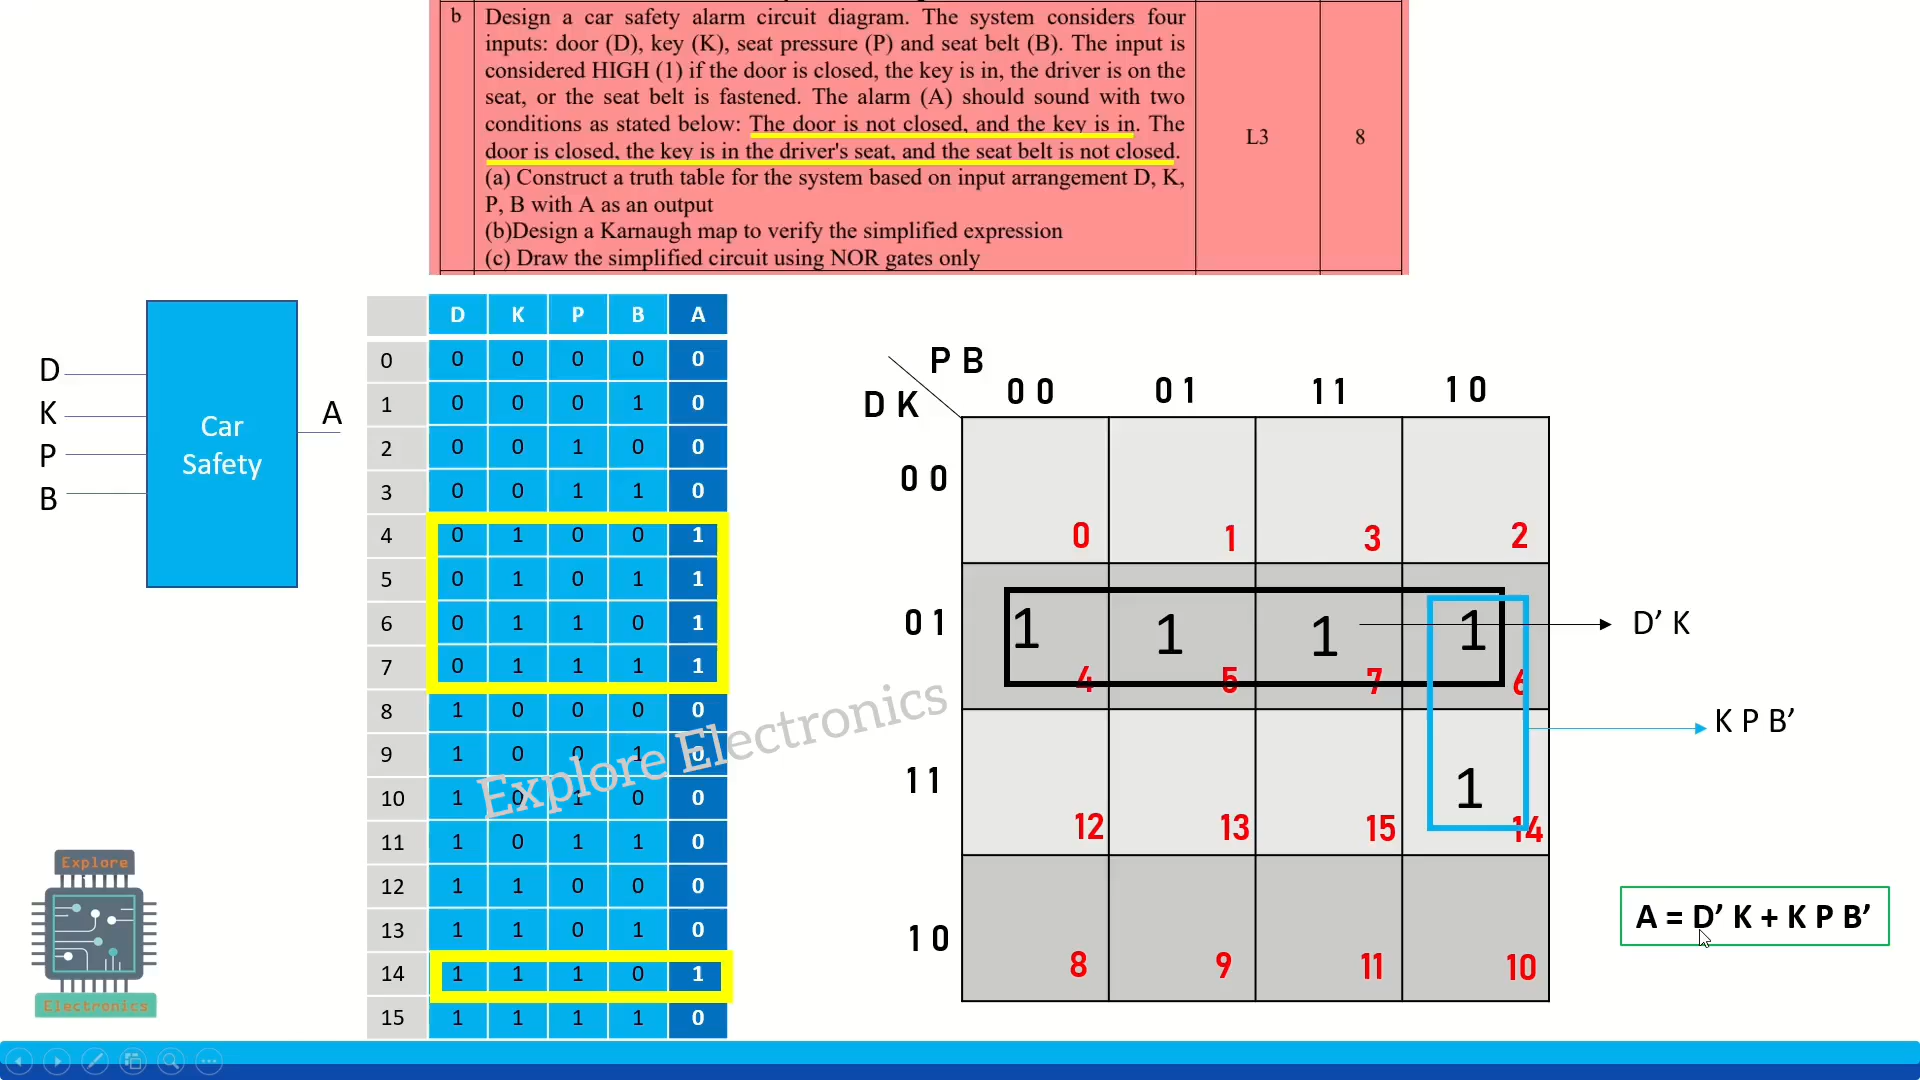 b
Design a car safety alarm circuit diagram. The system considers four
inputs: door (D), key (K), seat pressure (P) and seat belt (B). The input is
considered HIGH (1) if the door is closed, the key is in, the driver is on the
seat, or the seat belt is fastened. The alarm (A) should sound with two
conditions as stated below: The door is not closed, and the key is in. The
door is closed, the key is in the driver's seat, and the seat belt is not closed.
(a) Construct a truth table for the system based on input arrangement D, K,
P, B with A as an output
(b)Design a Karnaugh map to verify the simplified expression
(c) Draw the simplified circuit using NOR gates only
L3
8
D
K
P
B
Car
Safety
A
D K P B A
0 0 0 0 0 0
1 0 0 0 1 0
2 0 0 1 0 0
3 0 0 1 1 0
4 0 1 0 0 1
5 0 1 0 1 1
6 0 1 1 0 1
7 0 1 1 1 1
8 1 0 0 0 0
9 1 0 0 1 0
10 1 0 1 0 0
11 1 0 1 1 0
12 1 1 0 0 0
13 1 1 0 1 0
14 1 1 1 0 1
15 1 1 1 1 0
Explore Electronics
P B
D K
0 0 0 1 1 1 1 0
0 0
0 1 3 2
0 1
1 1 1 1
4 5 7 6
D’ K
K P B’
1 1
1
12 13 15 14
1 0
8 9 11 10
A = D’ K + K P B’
Explore
Electronics